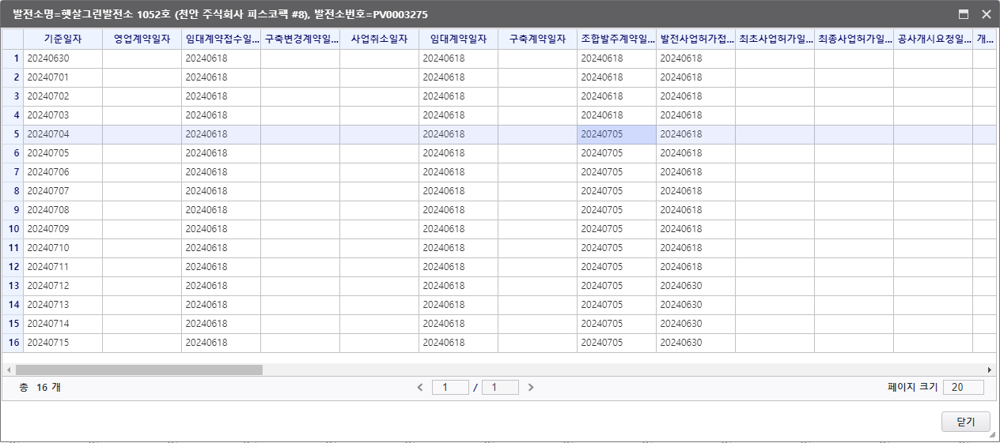 발전소명=햇살그린발전소 1052호 (천안 주식회사 피스코팩 #8), 발전소번호=PV0003275
기준일자 영업계약일자 임대계약접수일... 구축변경계약일... 사업취소일자 임대계약일자 구축계약일자 조합발주계약일... 발전사업허가접... 최초사업허가일... 최종사업허가일... 공사개시요청일... 개...
1 20240630 20240618 20240618 20240618 20240618
2 20240701 20240618 20240618 20240618 20240618
3 20240702 20240618 20240618 20240618 20240618
4 20240703 20240618 20240618 20240618 20240618
5 20240704 20240618 20240618 20240705 20240618
6 20240705 20240618 20240618 20240705 20240618
7 20240706 20240618 20240618 20240705 20240618
8 20240707 20240618 20240618 20240705 20240618
9 20240708 20240618 20240618 20240705 20240618
10 20240709 20240618 20240618 20240705 20240618
11 20240710 20240618 20240618 20240705 20240618
12 20240711 20240618 20240618 20240705 20240618
13 20240712 20240618 20240618 20240705 20240630
14 20240713 20240618 20240618 20240705 20240630
15 20240714 20240618 20240618 20240705 20240630
16 20240715 20240618 20240618 20240705 20240630
총 16 개 1 / 1 페이지 크기 20
닫기